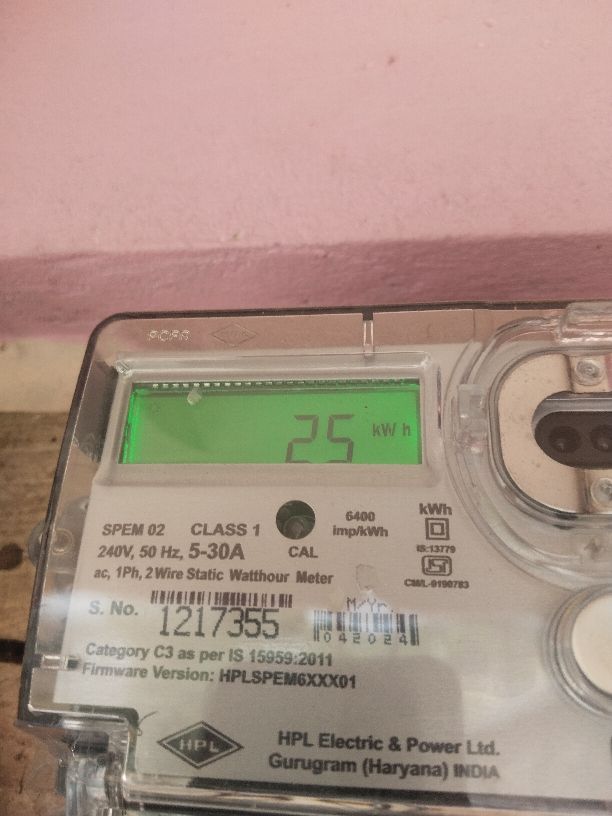 25 kWh
SPEM 02 CLASS 1
240V, 50 Hz, 5-30A
CAL
6400
imp/kWh
kWh
IS:13779
CM/L-0190783
ac, 1Ph, 2 Wire Static Watthour Meter
S. No. 1217355
M/Yr.
042024
Category C3 as per IS 15959:2011
Firmware Version: HPLSPEM6XXX01
HPL
HPL Electric & Power Ltd.
Gurugram (Haryana) INDIA